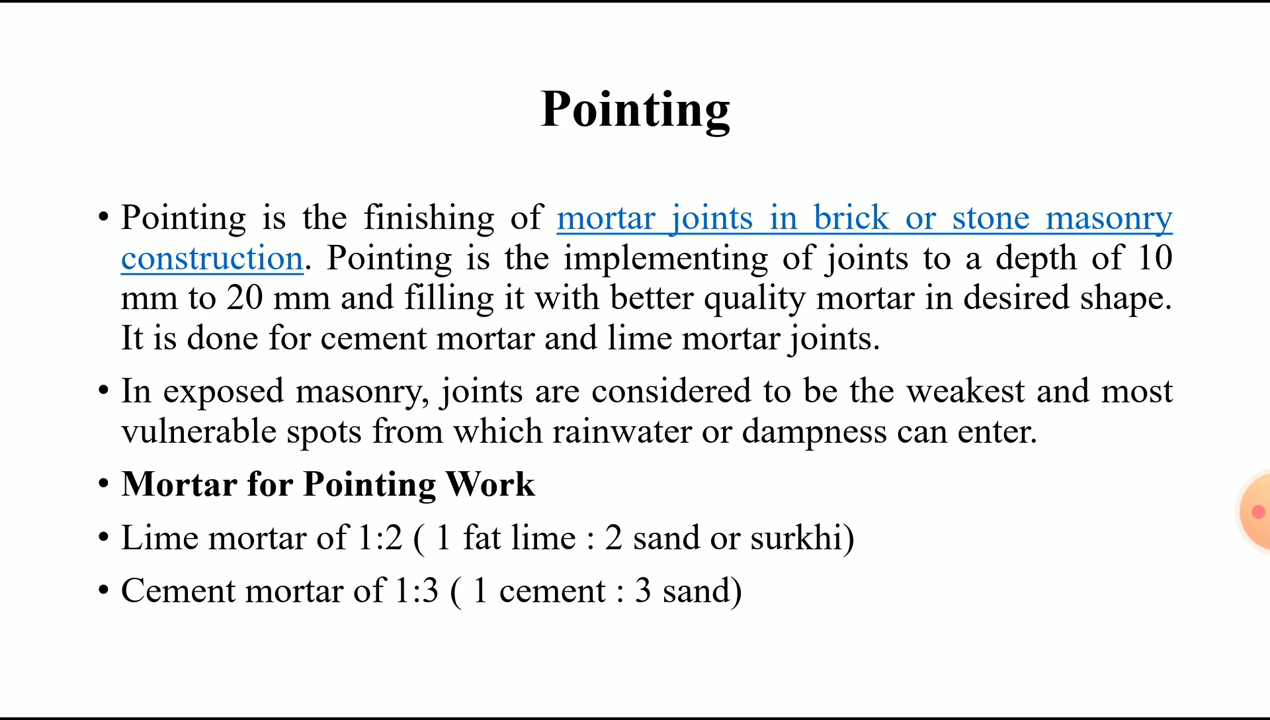 Pointing
• Pointing is the finishing of mortar joints in brick or stone masonry
construction. Pointing is the implementing of joints to a depth of 10
mm to 20 mm and filling it with better quality mortar in desired shape.
It is done for cement mortar and lime mortar joints.
• In exposed masonry, joints are considered to be the weakest and most
vulnerable spots from which rainwater or dampness can enter.
• Mortar for Pointing Work
• Lime mortar of 1:2 ( 1 fat lime : 2 sand or surkhi)
• Cement mortar of 1:3 ( 1 cement : 3 sand)